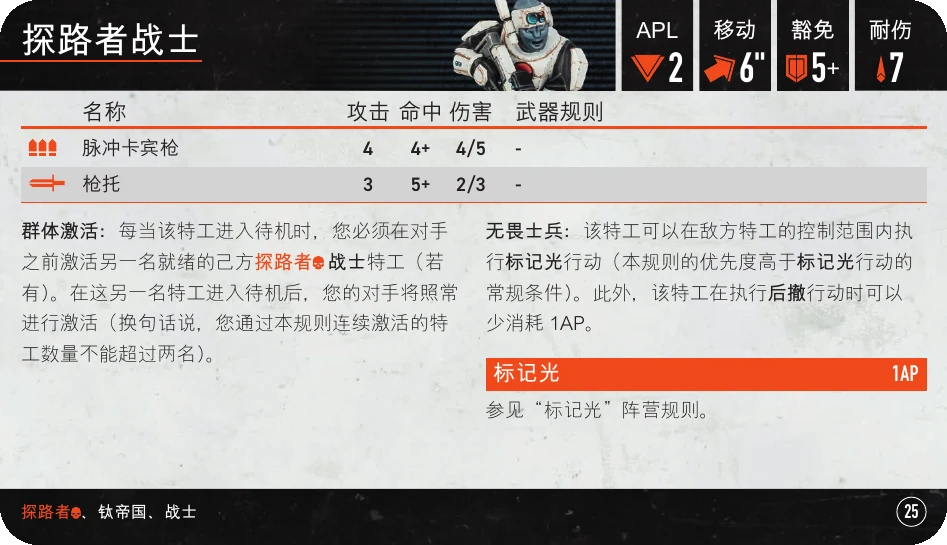 探路者战士
APL 移动 豁免 耐伤
2 6" 5+ 7
名称 攻击 命中 伤害 武器规则
脉冲卡宾枪 4 4+ 4/5 -
枪托 3 5+ 2/3 -
群体激活：每当该特工进入待机时，您必须在对手
之前激活另一名就绪的己方探路者战士特工（若
有）。在这另一名特工进入待机后，您的对手将照常
进行激活（换句话说，您通过本规则连续激活的特
工数量不能超过两名）。
无畏士兵：该特工可以在敌方特工的控制范围内执
行标记光行动（本规则的优先度高于标记光行动的
常规条件）。此外，该特工在执行后撤行动时可以
少消耗 1AP。
标记光 1AP
参见“标记光”阵营规则。
探路者、钛帝国、战士
25